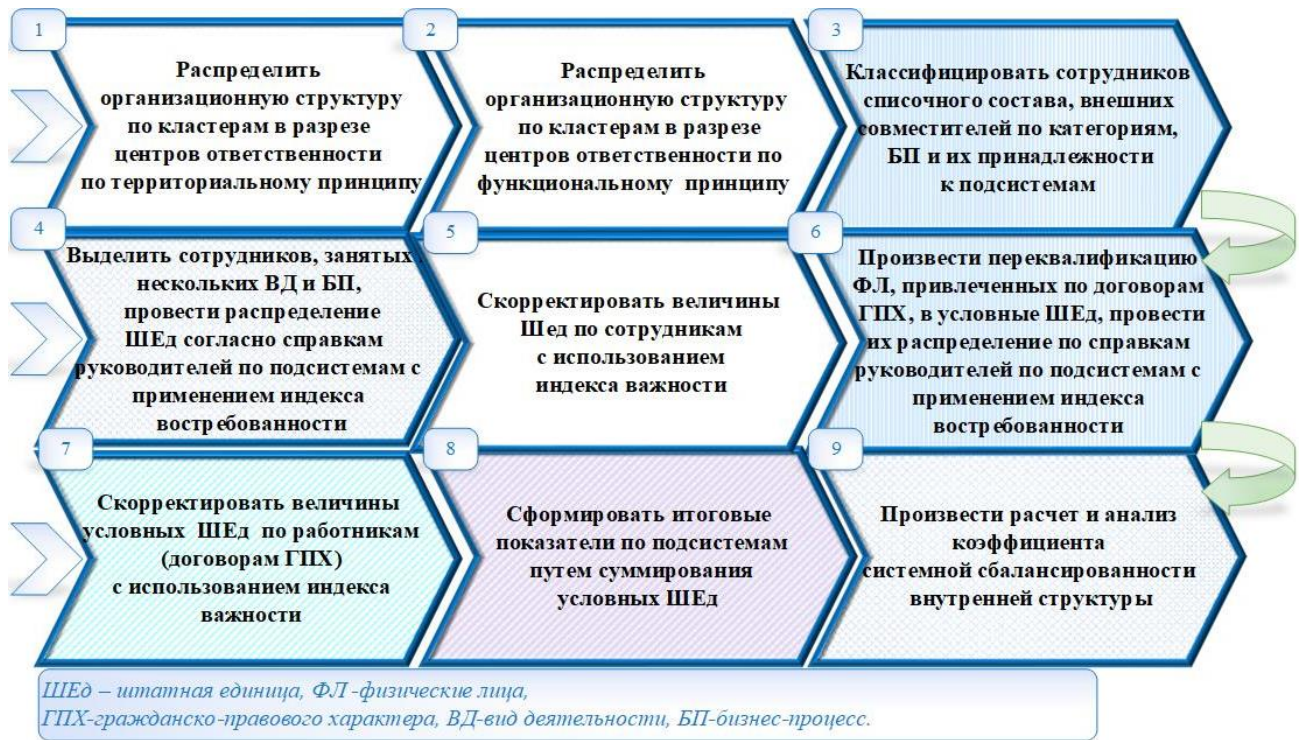 1
Распределить
организационную структуру
по кластерам в разрезе
центров ответственности
по территориальному принципу
2
Распределить
организационную структуру
по кластерам в разрезе
центров ответственности по
функциональному принципу
3
Классифицировать сотрудников
списочного состава, внешних
совместителей по категориям,
БП и их принадлежности
к подсистемам
4
Выделить сотрудников, занятых
нескольких ВД и БП,
провести распределение
ШЕд согласно справкам
руководителей по подсистемам с
применением индекса
востребованности
5
Скорректировать величины
Шед по сотрудникам
с использованием
индекса важности
6
Произвести переквалификацию
ФЛ, привлеченных по договорам
ГПХ, в условные ШЕд, провести
их распределение по справкам
руководителей по подсистемам с
применением индекса
востребованности
7
Скорректировать величины
условных ШЕд по работникам
(договорам ГПХ)
с использованием индекса
важности
8
Сформировать итоговые
показатели по подсистемам
путем суммирования
условных ШЕд
9
Произвести расчет и анализ
коэффициента
системной сбалансированности
внутренней структуры
ШЕд – штатная единица, ФЛ -физические лица,
ГПХ-гражданско-правового характера, ВД-вид деятельности, БП-бизнес-процесс.